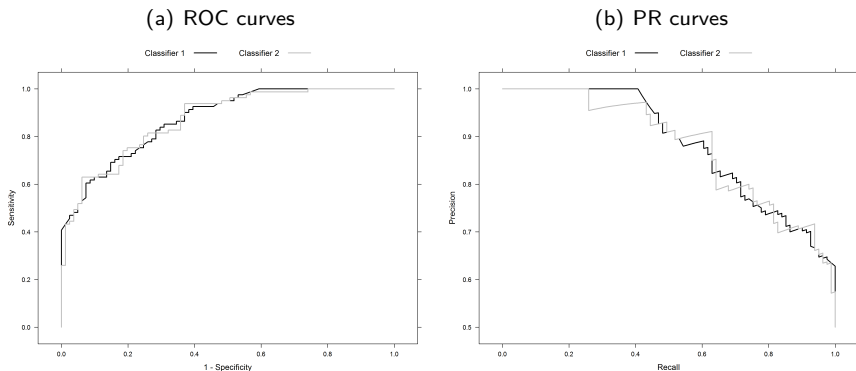 (a) ROC curves
Classifier 1
Classifier 2
1.0
0.8
0.6
0.4
0.2
0.0
Sensitivity
0.0 0.2 0.4 0.6 0.8 1.0
1 - Specificity
(b) PR curves
Classifier 1
Classifier 2
1.0
0.9
0.8
0.7
0.6
0.5
Precision
0.0 0.2 0.4 0.6 0.8 1.0
Recall